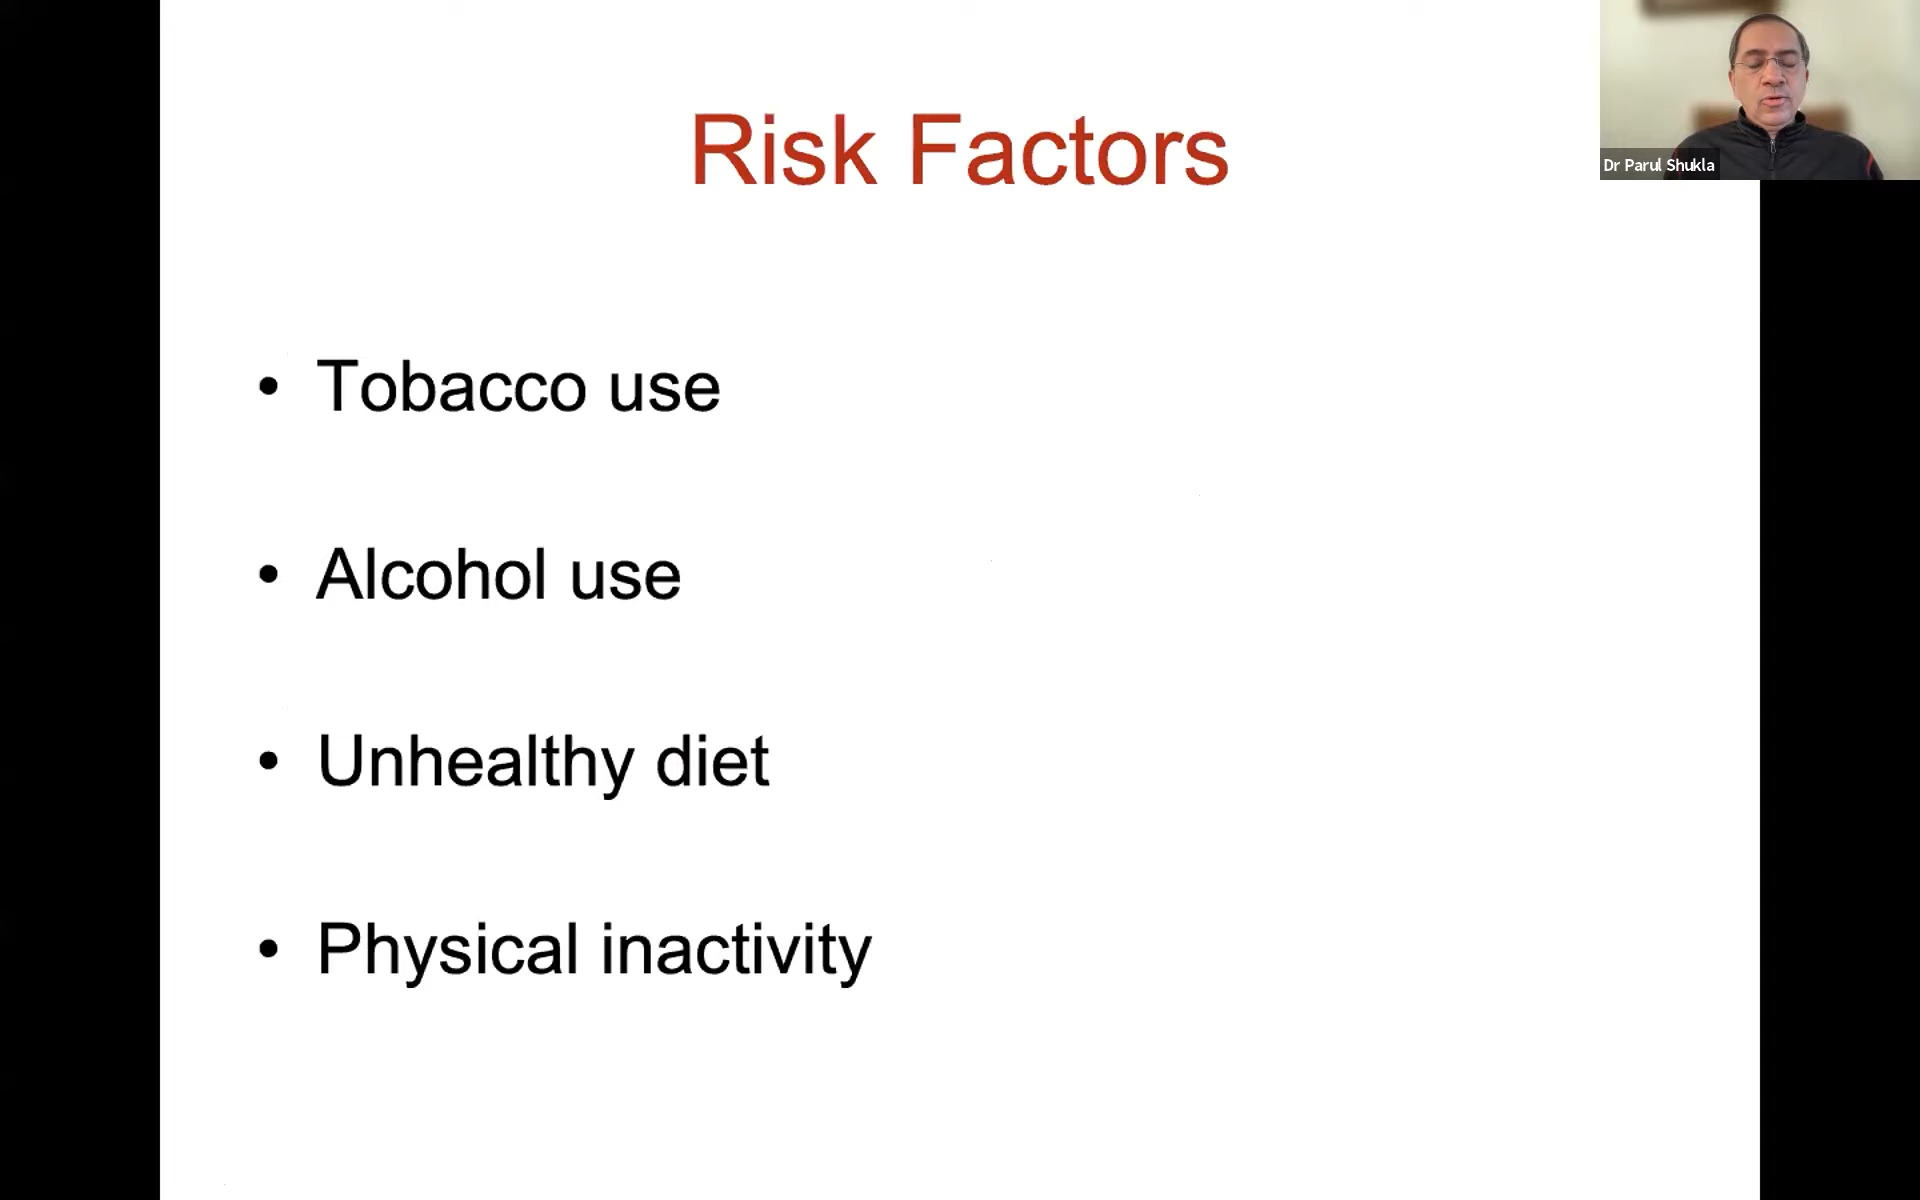 Risk Factors
Dr Parul Shukla
• Tobacco use
• Alcohol use
• Unhealthy diet
• Physical inactivity